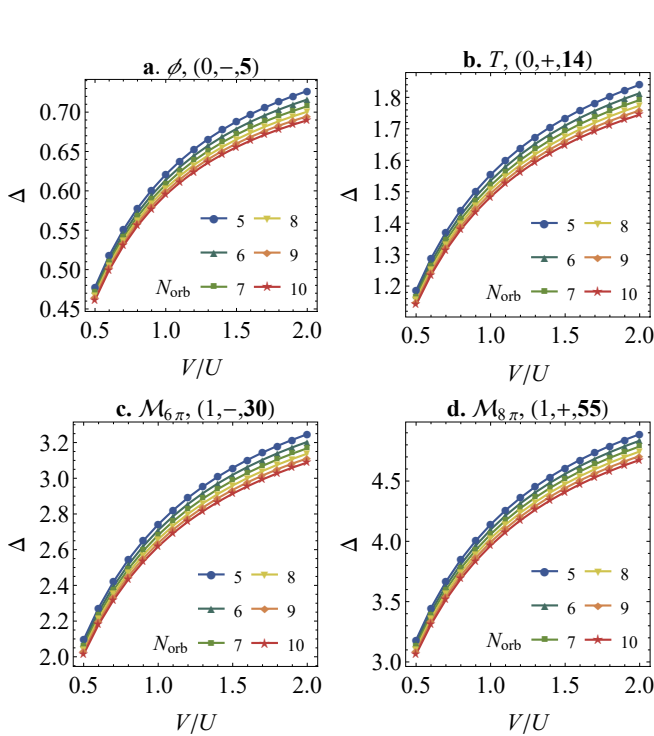 a. ϕ, (0,−,5)
0.70
0.65
0.60
0.55
0.50
0.45
Δ
5 8
6 9
N_orb 7 10
0.5 1.0 1.5 2.0
V/U
b. T, (0,+,14)
1.8
1.7
1.6
1.5
1.4
1.3
1.2
Δ
5 8
6 9
N_orb 7 10
0.5 1.0 1.5 2.0
V/U
c. ℳ_6π, (1,−,30)
3.2
3.0
2.8
2.6
2.4
2.2
2.0
Δ
5 8
6 9
N_orb 7 10
0.5 1.0 1.5 2.0
V/U
d. ℳ_8π, (1,+,55)
4.5
4.0
3.5
3.0
Δ
5 8
6 9
N_orb 7 10
0.5 1.0 1.5 2.0
V/U